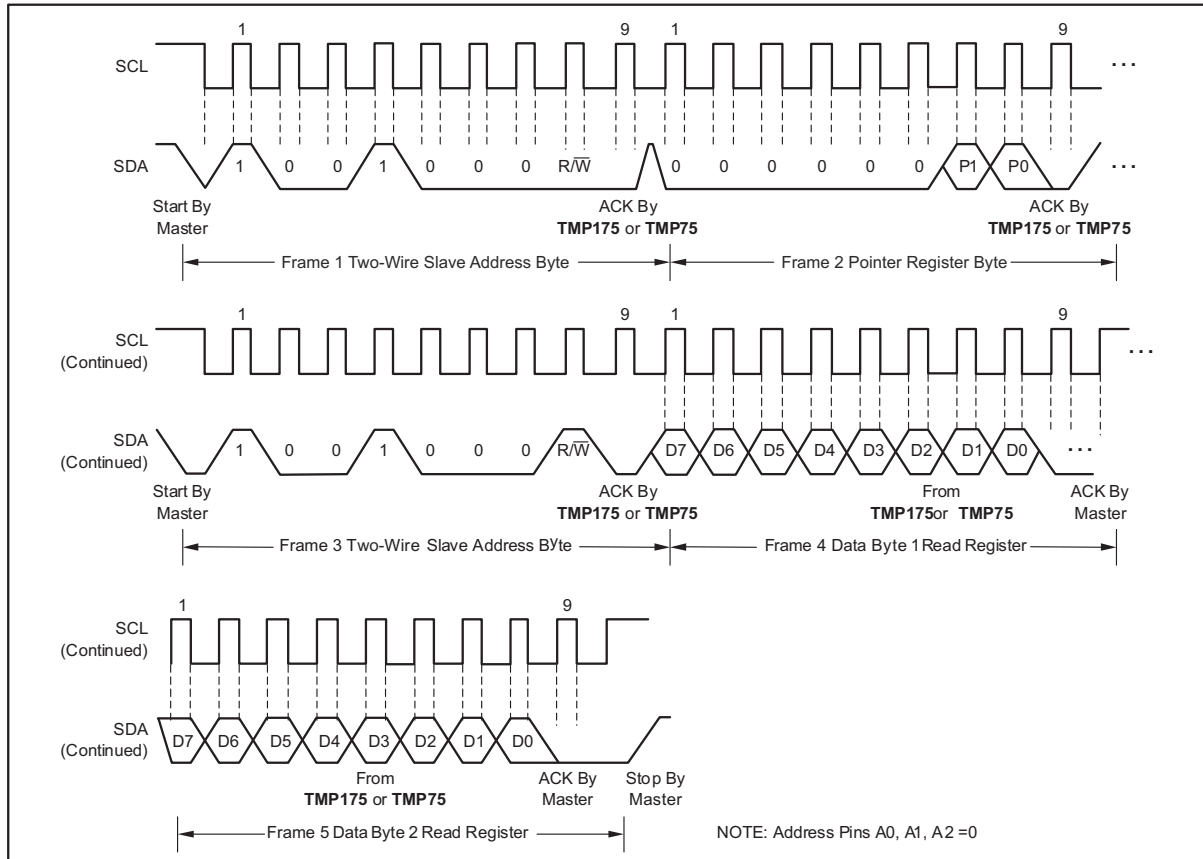 1 9 1 9
SCL ...
SDA 1 0 0 1 0 0 0 R/W̅ 0 0 0 0 0 0 P1 P0 ...
Start By Master
ACK By TMP175 or TMP75
ACK By TMP175 or TMP75
Frame 1 Two-Wire Slave Address Byte
Frame 2 Pointer Register Byte
1 9 1 9
SCL (Continued) ...
SDA (Continued) 1 0 0 1 0 0 0 R/W̅ D7 D6 D5 D4 D3 D2 D1 D0 ...
Start By Master
ACK By TMP175 or TMP75
From TMP175or TMP75
ACK By Master
Frame 3 Two-Wire Slave Address Byte
Frame 4 Data Byte 1 Read Register
1 9
SCL (Continued)
SDA (Continued) D7 D6 D5 D4 D3 D2 D1 D0
From TMP175 or TMP75
ACK By Master
Stop By Master
Frame 5 Data Byte 2 Read Register
NOTE: Address Pins A0, A1, A2 =0